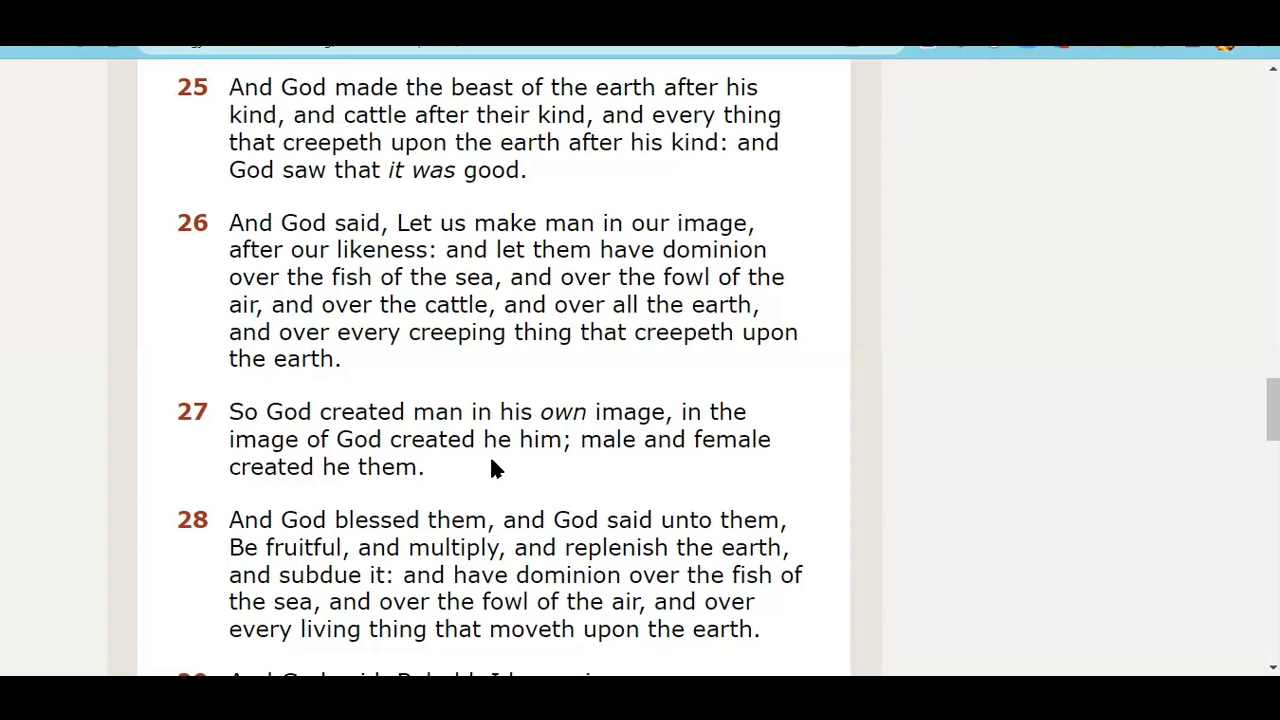 25 And God made the beast of the earth after his
kind, and cattle after their kind, and every thing
that creepeth upon the earth after his kind: and
God saw that it was good.
26 And God said, Let us make man in our image,
after our likeness: and let them have dominion
over the fish of the sea, and over the fowl of the
air, and over the cattle, and over all the earth,
and over every creeping thing that creepeth upon
the earth.
27 So God created man in his own image, in the
image of God created he him; male and female
created he them.
28 And God blessed them, and God said unto them,
Be fruitful, and multiply, and replenish the earth,
and subdue it: and have dominion over the fish of
the sea, and over the fowl of the air, and over
every living thing that moveth upon the earth.